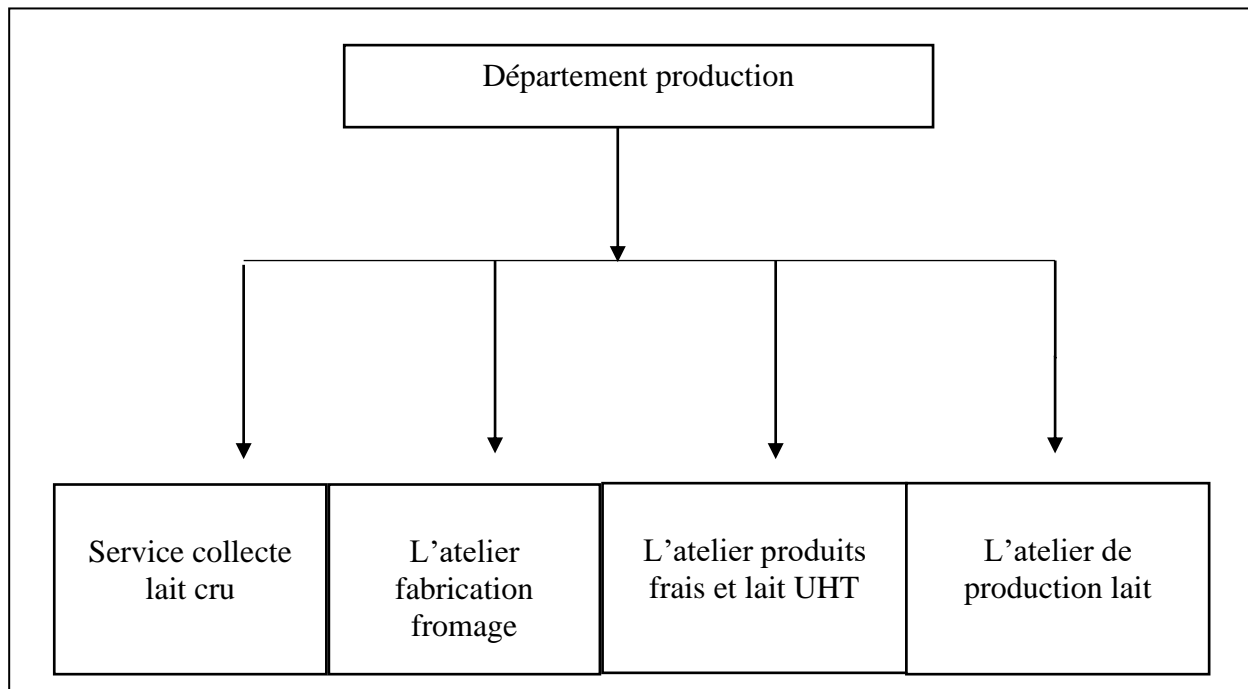 Département production
Service collecte
lait cru
L’atelier
fabrication
fromage
L’atelier produits
frais et lait UHT
L’atelier de
production lait